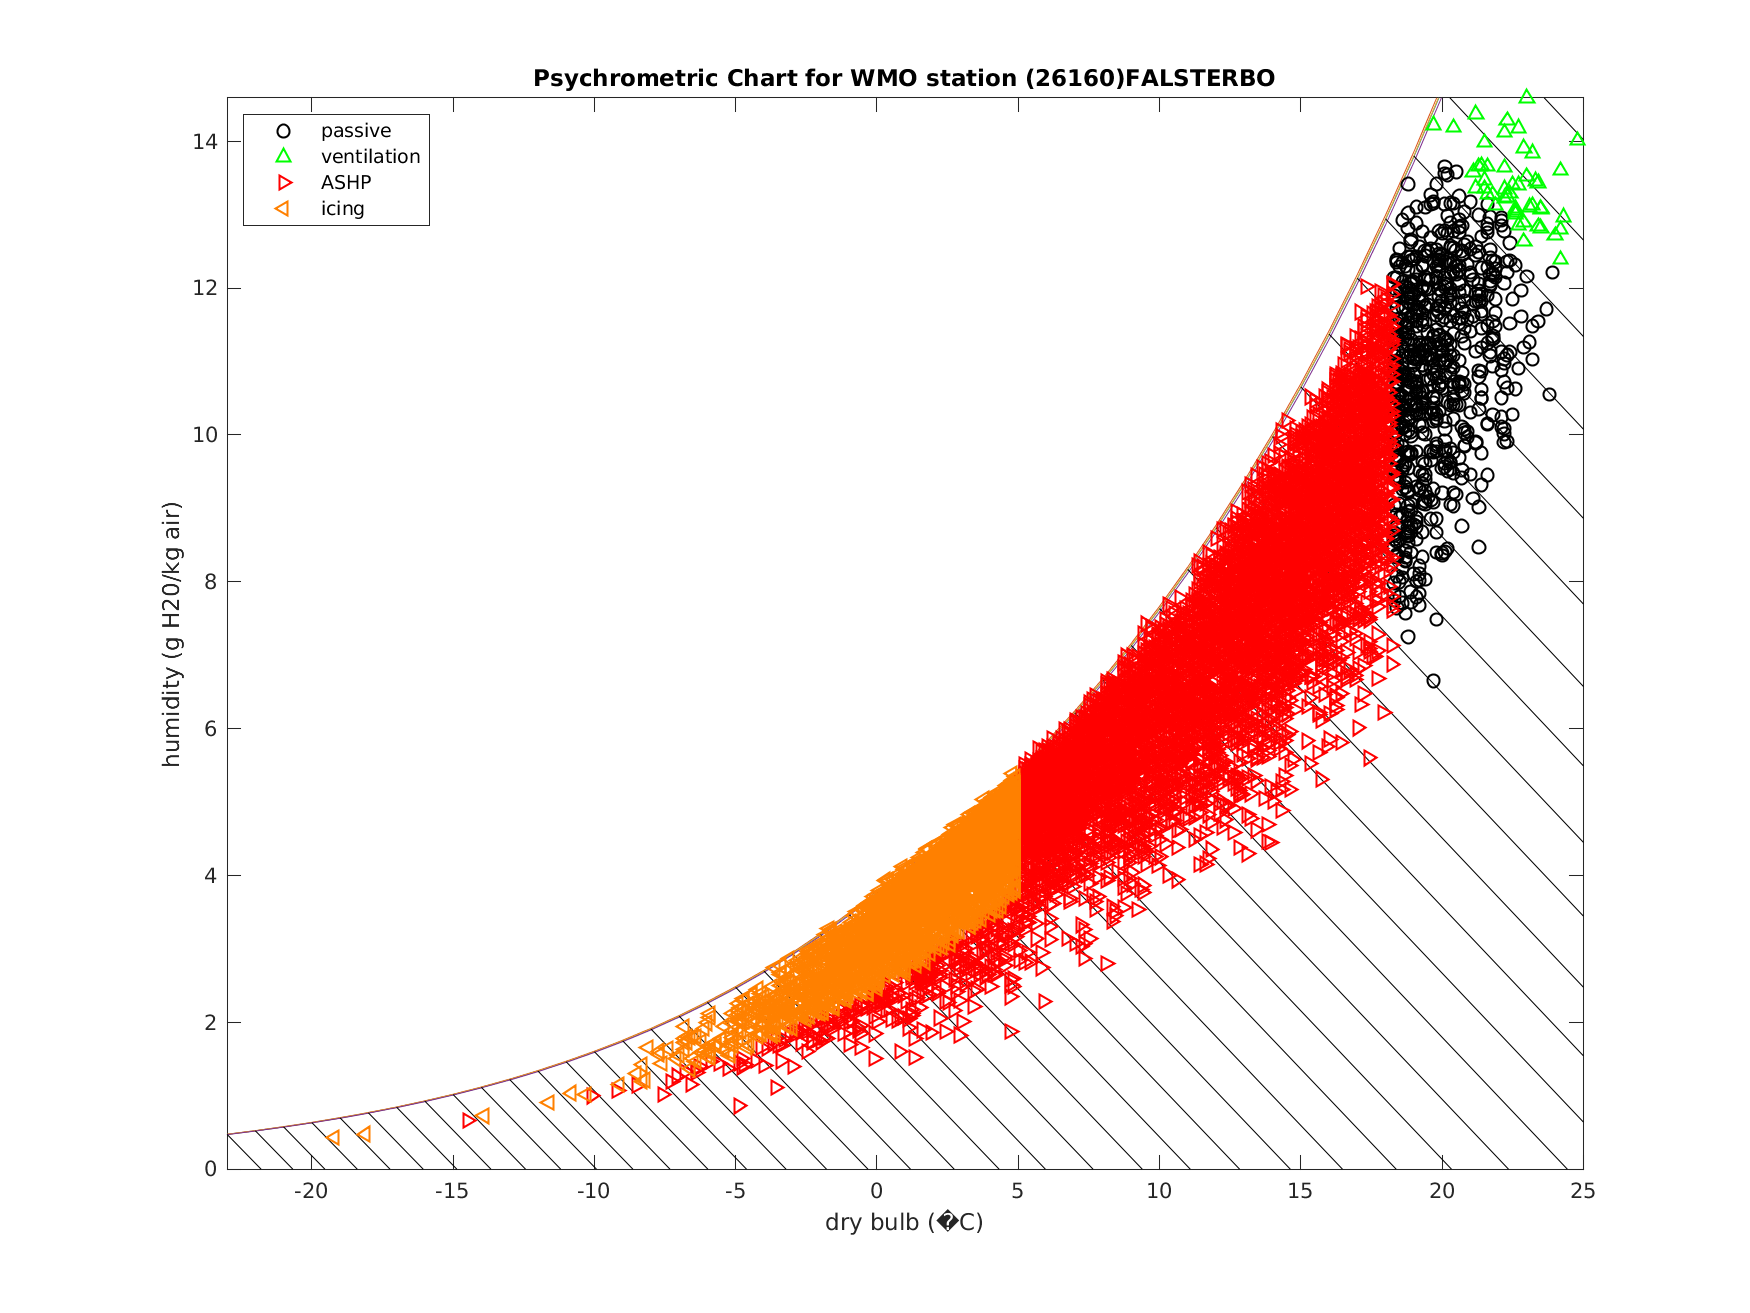 Psychrometric Chart for WMO station (26160)FALSTERBO
passive
ventilation
ASHP
icing
14
12
10
8
6
4
2
0
humidity (g H20/kg air)
-20 -15 -10 -5 0 5 10 15 20 25
dry bulb (�C)